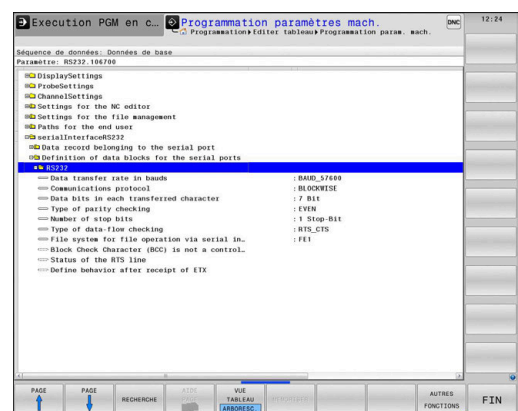 Execution PGM en c...
Programmation paramètres mach.
Programmation Editer tableau Programmation param. mach.
DNC
12:24
Séquence de données: Données de base
Paramètre: RS232.106700
DisplaySettings
ProbeSettings
ChannelSettings
Settings for the NC editor
Settings for the file management
Paths for the end user
serialInterfaceRS232
Data record belonging to the serial port
Definition of data blocks for the serial ports
RS232
Data transfer rate in bauds : BAUD_57600
Communications protocol : BLOCKWISE
Data bits in each transferred character : 7 Bit
Type of parity checking : EVEN
Number of stop bits : 1 Stop-Bit
Type of data-flow checking : RTS_CTS
File system for file operation via serial in… : FE1
Block Check Character (BCC) is not a control…
Status of the RTS line
Define behavior after receipt of ETX
PAGE
PAGE
RECHERCHE
AIDE
VUE
TABLEAU
ARBORESC.
AUTRES
FONCTIONS
FIN